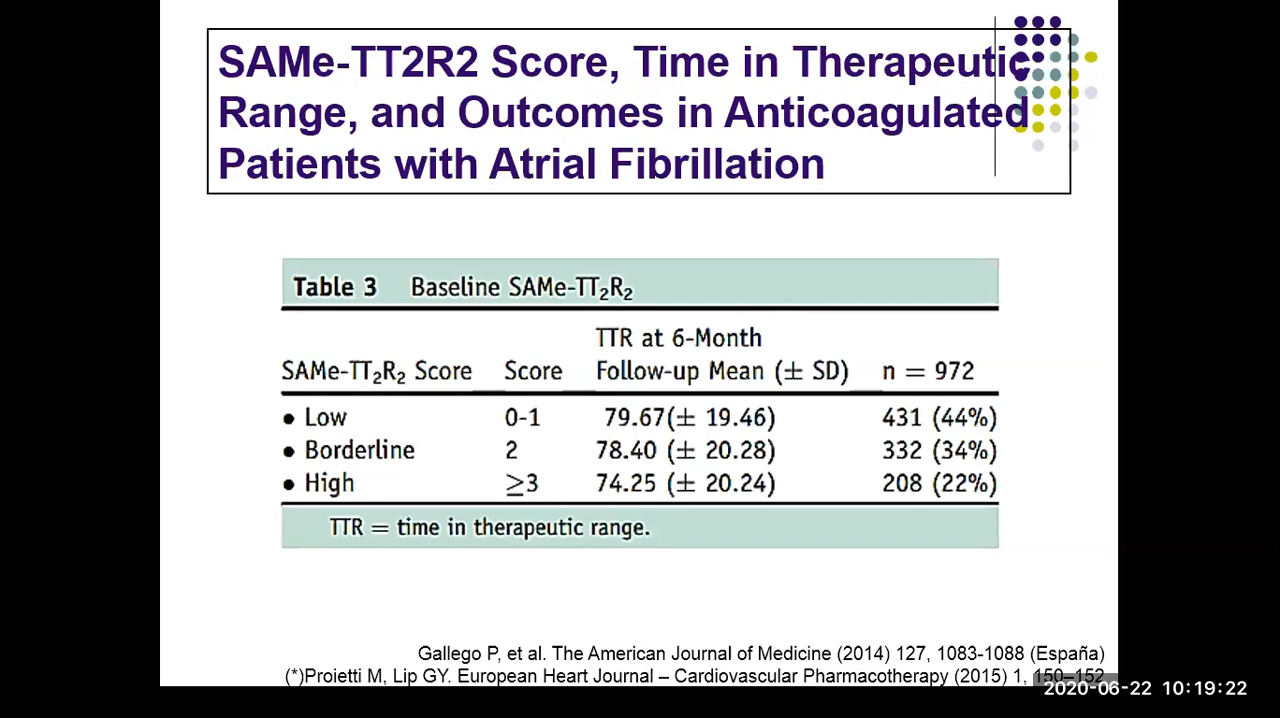 SAMe-TT2R2 Score, Time in Therapeutic
Range, and Outcomes in Anticoagulated
Patients with Atrial Fibrillation
Table 3 Baseline SAMe-TT₂R₂
TTR at 6-Month
SAMe-TT₂R₂ Score Score Follow-up Mean (± SD) n = 972
• Low 0-1 79.67(± 19.46) 431 (44%)
• Borderline 2 78.40 (± 20.28) 332 (34%)
• High ≥3 74.25 (± 20.24) 208 (22%)
TTR = time in therapeutic range.
Gallego P, et al. The American Journal of Medicine (2014) 127, 1083-1088 (España)
(*)Proietti M, Lip GY. European Heart Journal – Cardiovascular Pharmacotherapy (2015) 1, 150–152
2020-06-22 10:19:22